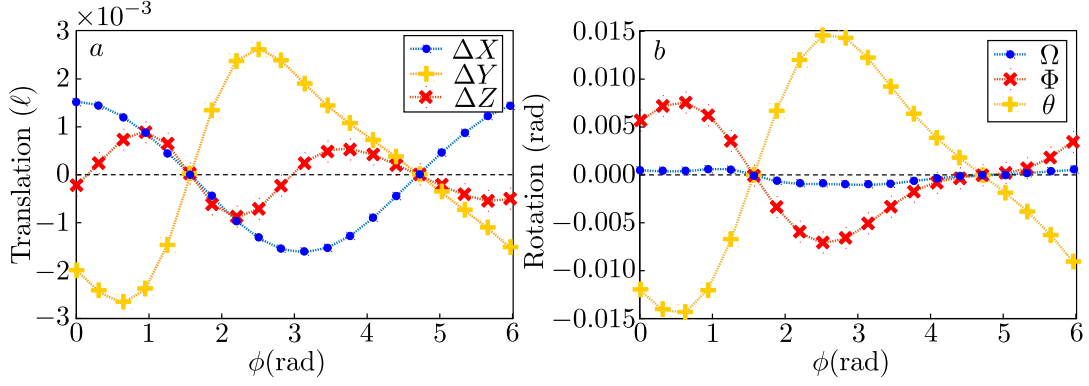 ×10⁻³
3
2
1
0
−1
−2
−3
Translation (ℓ)
a
ΔX
ΔY
ΔZ
0 1 2 3 4 5 6
ϕ(rad)
0.015
0.010
0.005
0.000
−0.005
−0.010
−0.015
Rotation (rad)
b
Ω
Φ
θ
0 1 2 3 4 5 6
ϕ(rad)